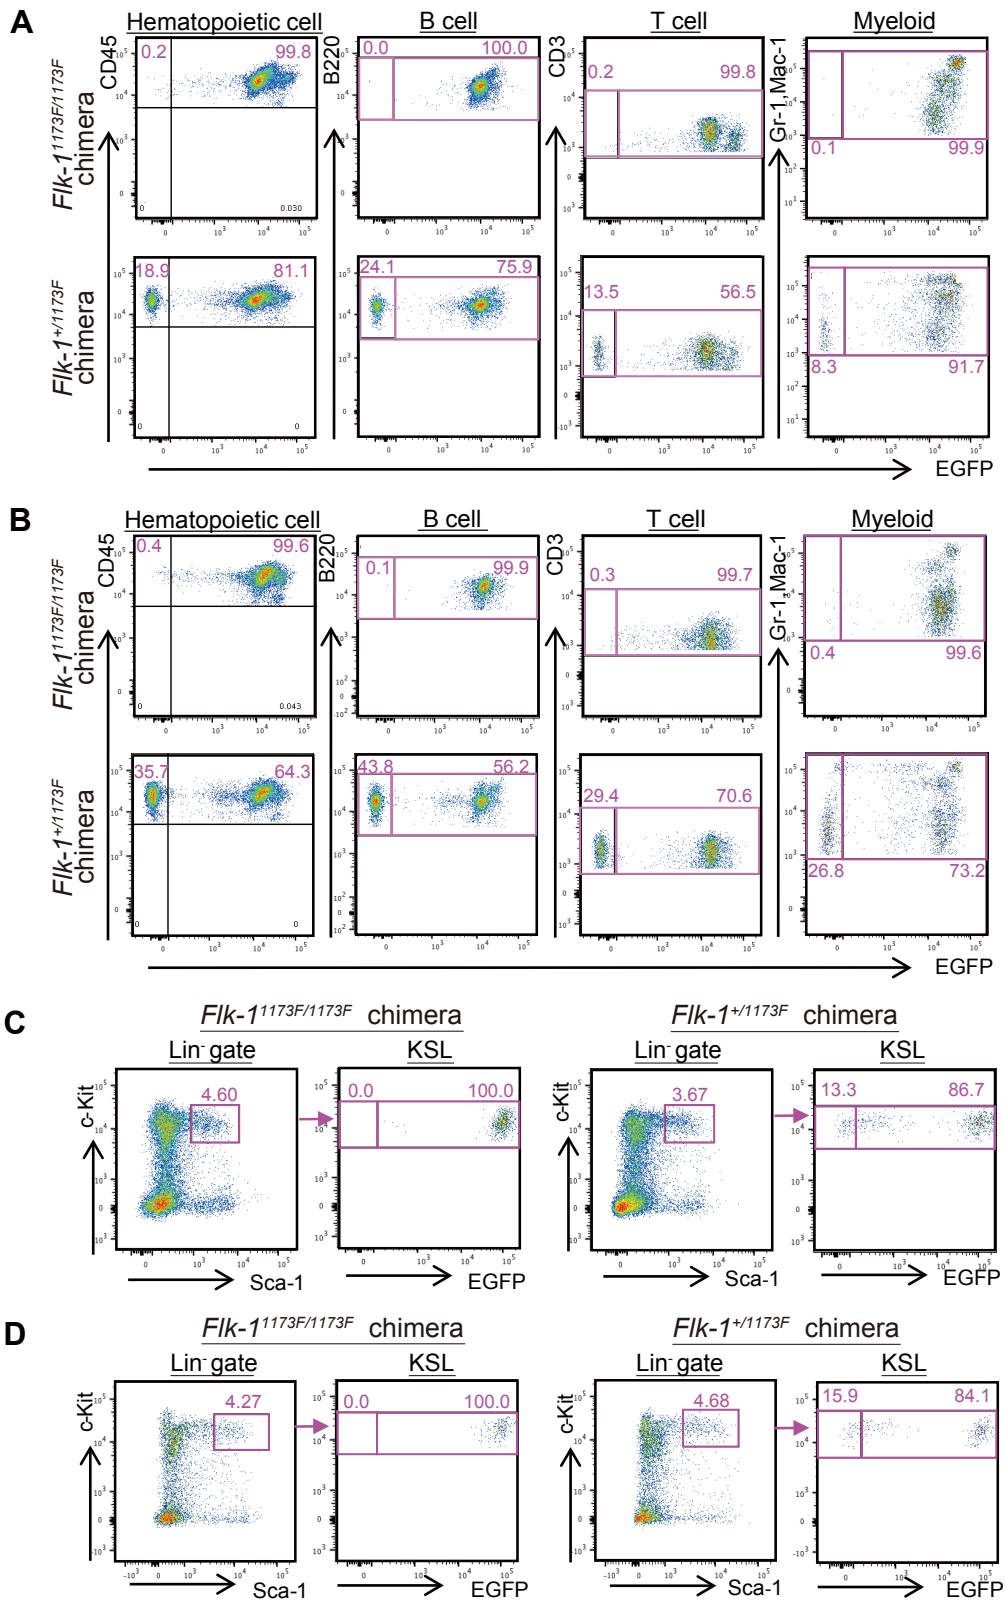 A
Hematopoietic cell
B cell
T cell
Myeloid
Flk-1 1173F/1173F
chimera
CD45
0.2
99.8
0
0.030
B220
0.0
100.0
CD3
0.2
99.8
Gr-1,Mac-1
0.1
99.9
Flk-1 +/1173F
chimera
18.9
81.1
0
0
24.1
75.9
13.5
56.5
8.3
91.7
EGFP
B
Hematopoietic cell
B cell
T cell
Myeloid
Flk-1 1173F/1173F
chimera
CD45
0.4
99.6
0
0.043
B220
0.1
99.9
CD3
0.3
99.7
Gr-1,Mac-1
0.4
99.6
Flk-1 +/1173F
chimera
35.7
64.3
0
0
43.8
56.2
29.4
70.6
26.8
73.2
EGFP
C
Flk-1 1173F/1173F chimera
Flk-1 +/1173F chimera
Lin- gate
KSL
Lin- gate
KSL
c-Kit
4.60
0.0
100.0
c-Kit
3.67
13.3
86.7
Sca-1
EGFP
Sca-1
EGFP
D
Flk-1 1173F/1173F chimera
Flk-1 +/1173F chimera
Lin- gate
KSL
Lin- gate
KSL
c-Kit
4.27
0.0
100.0
c-Kit
4.68
15.9
84.1
Sca-1
EGFP
Sca-1
EGFP